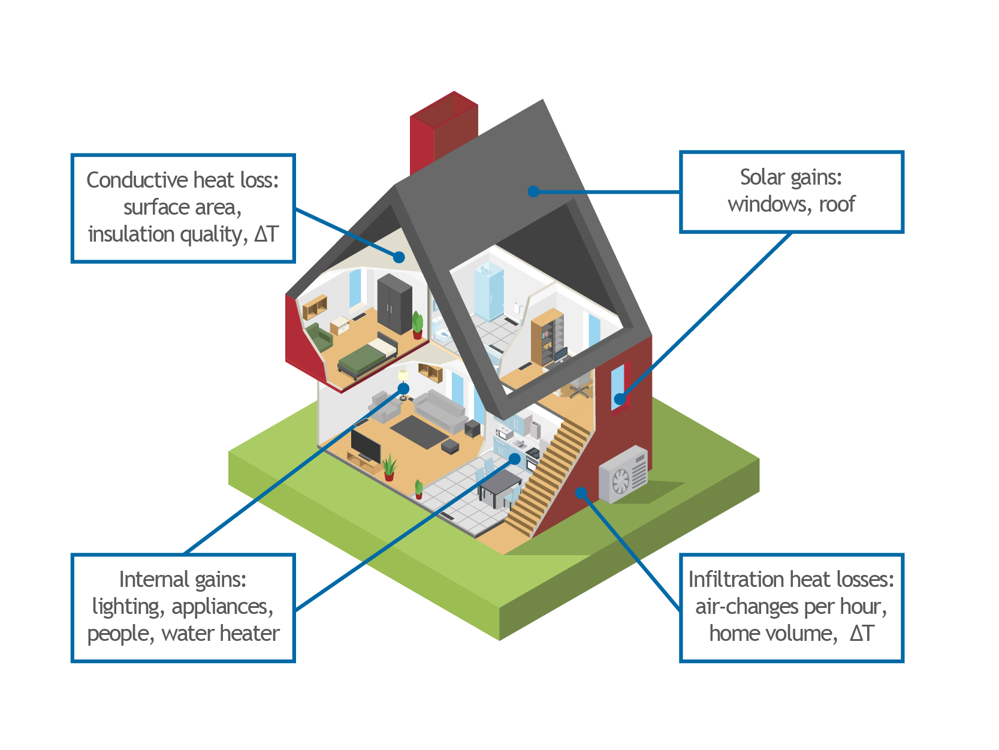 Conductive heat loss:
surface area,
insulation quality, ΔT
Solar gains:
windows, roof
Internal gains:
lighting, appliances,
people, water heater
Infiltration heat losses:
air-changes per hour,
home volume, ΔT